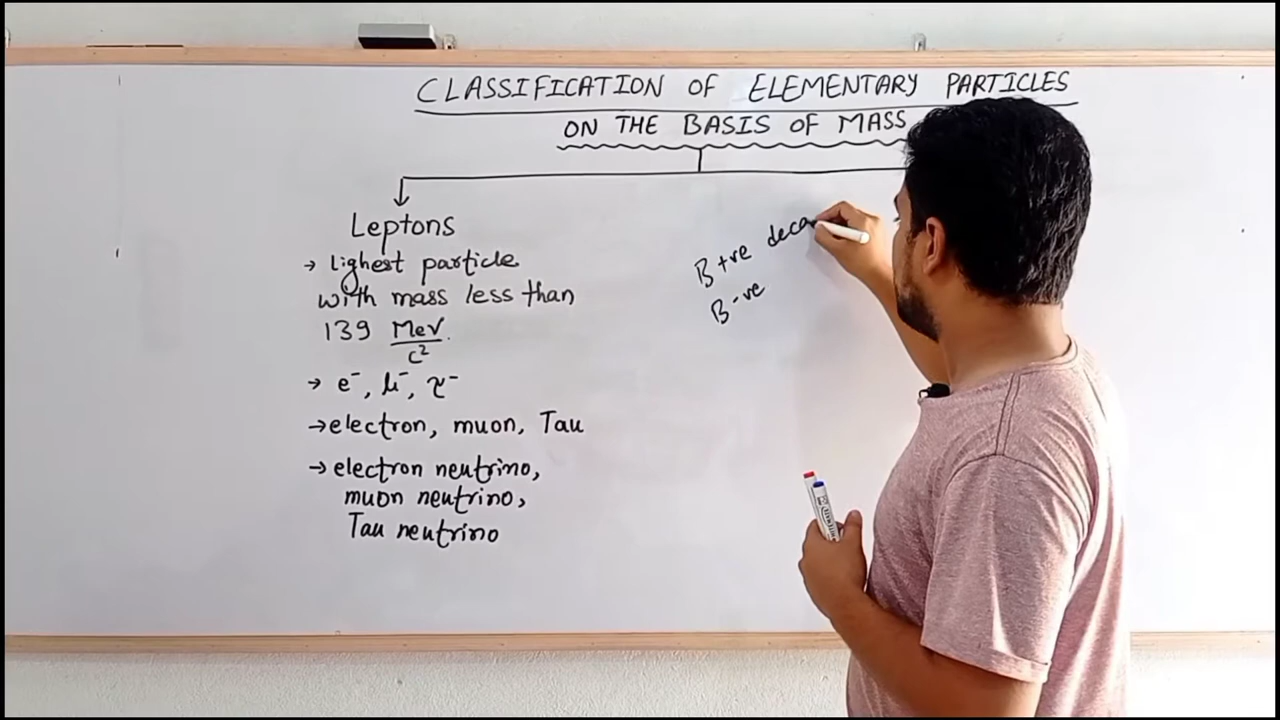 CLASSIFICATION OF ELEMENTARY PARTICLES
ON THE BASIS OF MASS
Leptons
→ lighest particle
with mass less than
139 MeV/c²
→ e⁻, μ⁻, τ⁻
→ electron, muon, Tau
→ electron neutrino,
muon neutrino,
Tau neutrino
B +ve deca
B -ve